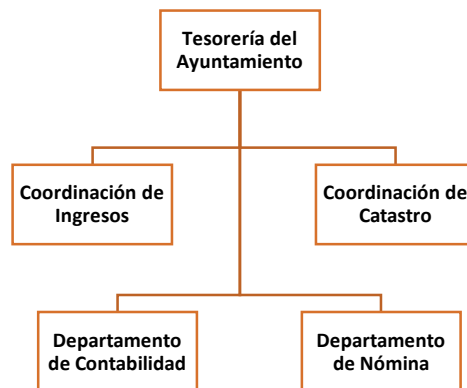 Tesorería del
Ayuntamiento
Coordinación de
Ingresos
Coordinación de
Catastro
Departamento
de Contabilidad
Departamento
de Nómina